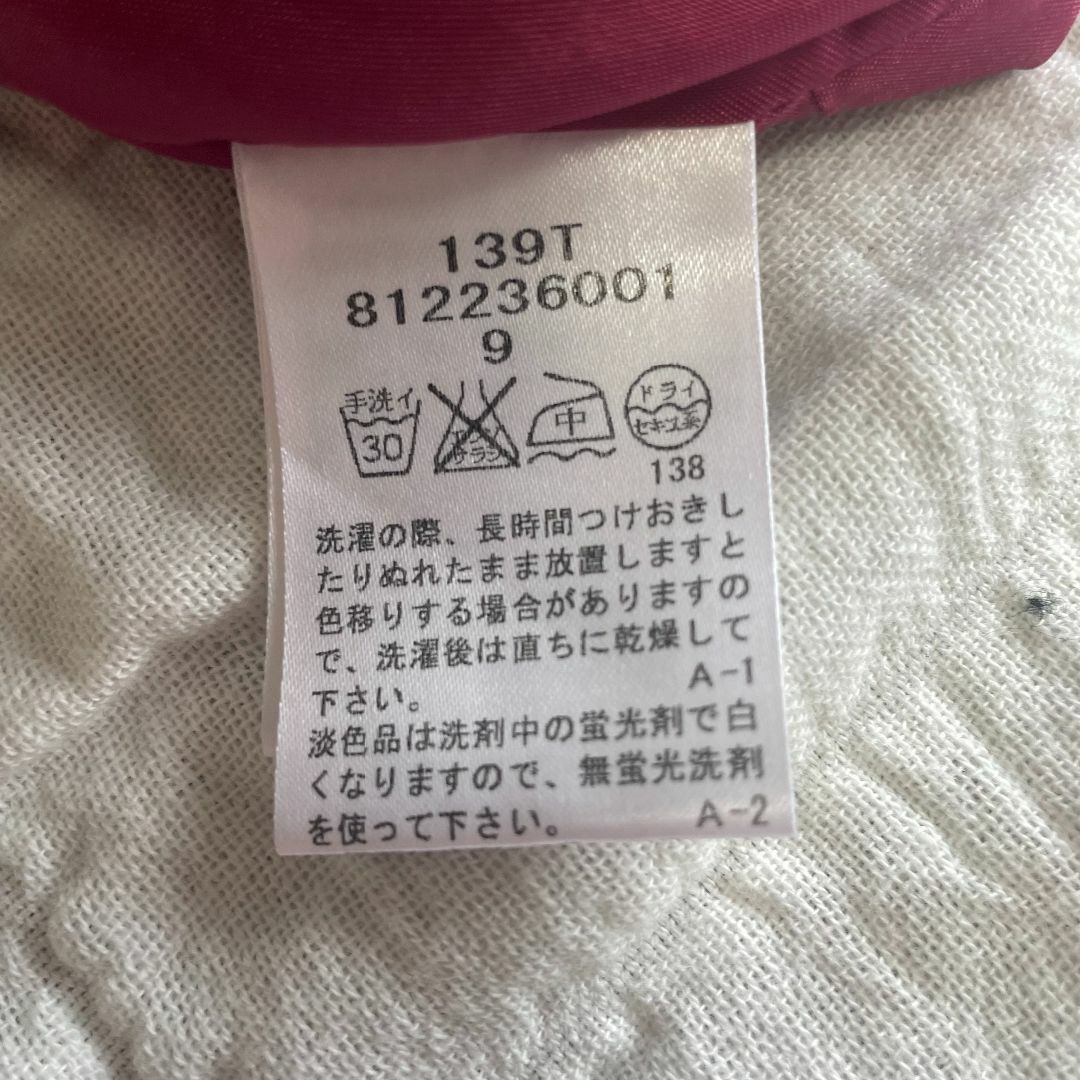 139T
8122236001
9
手洗イ
30
中
ドライ
セキユ系
138
洗濯の際、長時間つけおきし
たりぬれたまま放置しますと
色移りする場合がありますの
で、洗濯後は直ちに乾燥して
下さい。 A-1
淡色品は洗剤中の蛍光剤で白
くなりますので、無蛍光洗剤
を使って下さい。 A-2